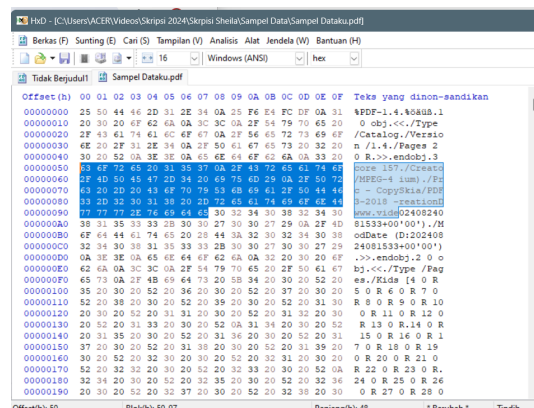 HxD - [C:\Users\ACER\Videos\Skripsi 2024\Skrpisi Sheila\Sampel Data\Sampel Dataku.pdf]
Berkas (F) Sunting (E) Cari (S) Tampilan (V) Analisis Alat Jendela (W) Bantuan (H)
16 Windows (ANSI) hex
Tidak Berjudul1 Sampel Dataku.pdf
Offset(h) 00 01 02 03 04 05 06 07 08 09 0A 0B 0C 0D 0E 0F Teks yang dinon-sandikan
00000000 25 50 44 46 2D 31 2E 34 0A 25 F6 E4 FC DF 0A 31 %PDF-1.4.%öäüß.1
00000010 20 30 20 6F 62 6A 0A 3C 3C 0A 2F 54 79 70 65 20 0 obj.<<./Type
00000020 2F 43 61 74 61 6C 6F 67 0A 2F 56 65 72 73 69 6F /Catalog./Versio
00000030 6E 20 2F 31 2E 34 0A 2F 50 61 67 65 73 20 32 20 n /1.4./Pages 2
00000040 30 20 52 0A 3E 3E 0A 65 6E 64 6F 62 6A 0A 33 20 0 R.>>.endobj.3
00000050 63 6F 72 65 20 31 35 37 0A 2F 43 72 65 61 74 6F core 157./Creato
00000060 2F 4D 50 45 47 2D 34 20 69 75 6D 29 0A 2F 50 72 /MPEG-4 ium)./Pr
00000070 63 20 2D 20 43 6F 70 79 53 6B 69 61 2F 50 44 46 c - CopySkia/PDF
00000080 33 2D 32 30 31 38 20 2D 72 65 61 74 69 6F 6E 44 3-2018 -reationD
00000090 77 77 77 2E 76 69 64 65 30 32 34 30 38 32 34 30 www.vide02408240
000000A0 38 31 35 33 33 2B 30 30 27 30 30 27 29 0A 2F 4D 81533+00'00')./M
000000B0 6F 64 44 61 74 65 20 28 44 3A 32 30 32 34 30 38 odDate (D:202408
000000C0 32 34 30 38 31 35 33 33 2B 30 30 27 30 30 27 29 24081533+00'00')
000000D0 0A 3E 3E 0A 65 6E 64 6F 62 6A 0A 32 20 30 20 6F .>>.endobj.2 0 o
000000E0 62 6A 0A 3C 3C 0A 2F 54 79 70 65 20 2F 50 61 67 bj.<<./Type /Pag
000000F0 65 73 0A 2F 4B 69 64 73 20 5B 34 20 30 20 52 20 es./Kids [4 0 R
00000100 35 20 30 20 52 20 36 20 30 20 52 20 37 20 30 20 5 0 R 6 0 R 7 0
00000110 52 20 38 20 30 20 52 20 39 20 30 20 52 20 31 30 R 8 0 R 9 0 R 10
00000120 20 30 20 52 20 31 31 20 30 20 52 20 31 32 20 30 0 R 11 0 R 12 0
00000130 20 52 20 31 33 20 30 20 52 0A 31 34 20 30 20 52 R 13 0 R.14 0 R
00000140 20 31 35 20 30 20 52 20 31 36 20 30 20 52 20 31 15 0 R 16 0 R 1
00000150 37 20 30 20 52 20 31 38 20 30 20 52 20 31 39 20 7 0 R 18 0 R 19
00000160 30 20 52 20 32 30 20 30 20 52 20 32 31 20 30 20 0 R 20 0 R 21 0
00000170 52 20 32 32 20 30 20 52 20 32 33 20 30 20 52 0A R 22 0 R 23 0 R.
00000180 32 34 20 30 20 52 20 32 35 20 30 20 52 20 32 36 24 0 R 25 0 R 26
00000190 20 30 20 52 20 32 37 20 30 20 52 20 32 38 20 30 0 R 27 0 R 28 0
Offset(h): 50 Blok(h): 50-97 Panjang(h): 48 * Berubah * Tindih